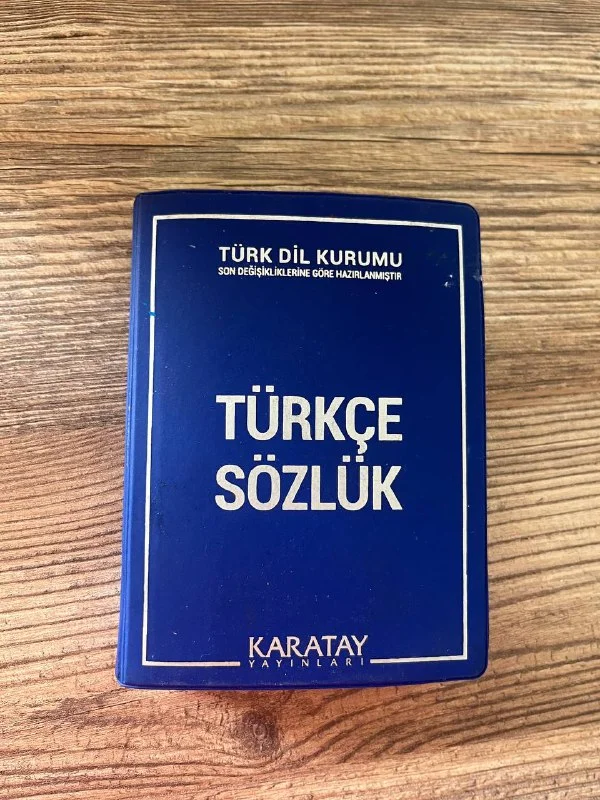 TÜRK DİL KURUMU
SON DEĞİŞİKLİKLERİNE GÖRE HAZIRLANMIŞTIR
TÜRKÇE
SÖZLÜK
KARATAY
YAYINLARI